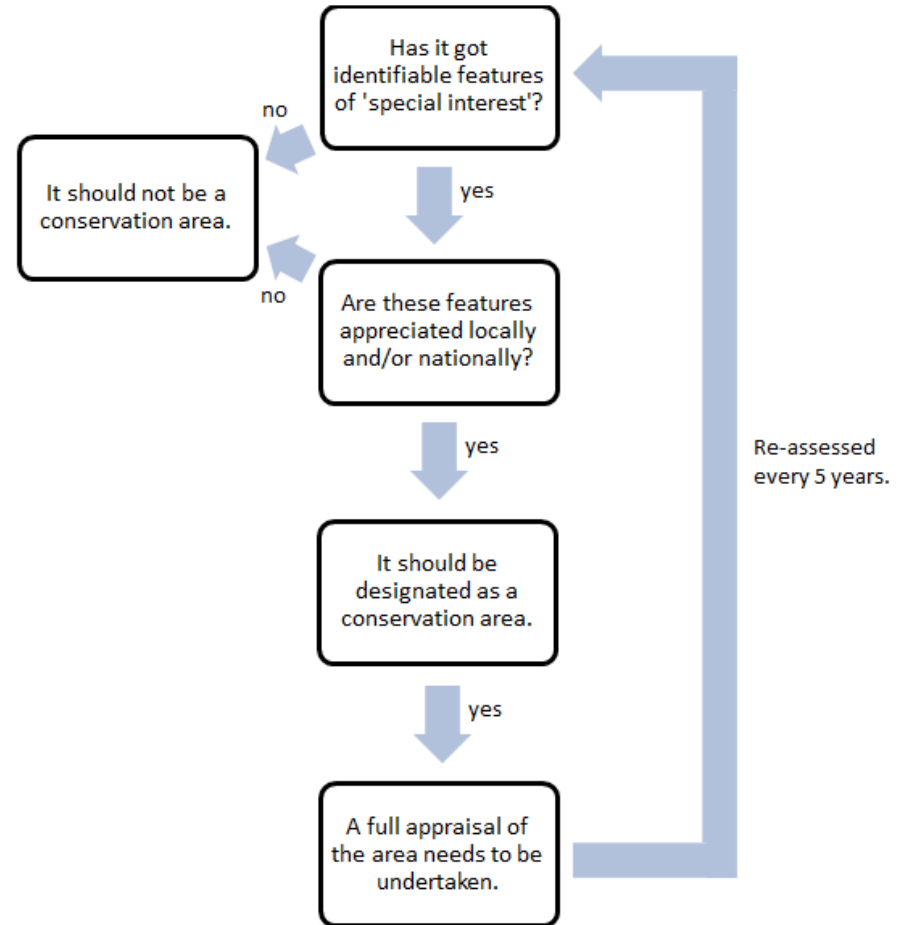 Has it got
identifiable features
of 'special interest'?
no
It should not be a
conservation area.
yes
no
Are these features
appreciated locally
and/or nationally?
yes
Re-assessed
every 5 years.
It should be
designated as a
conservation area.
yes
A full appraisal of
the area needs to be
undertaken.